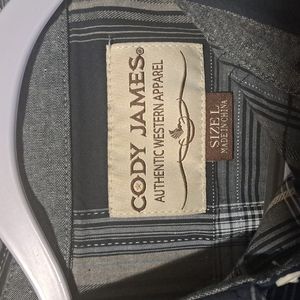 CODY JAMES®
AUTHENTIC WESTERN APPAREL
SIZE L
MADE IN CHINA